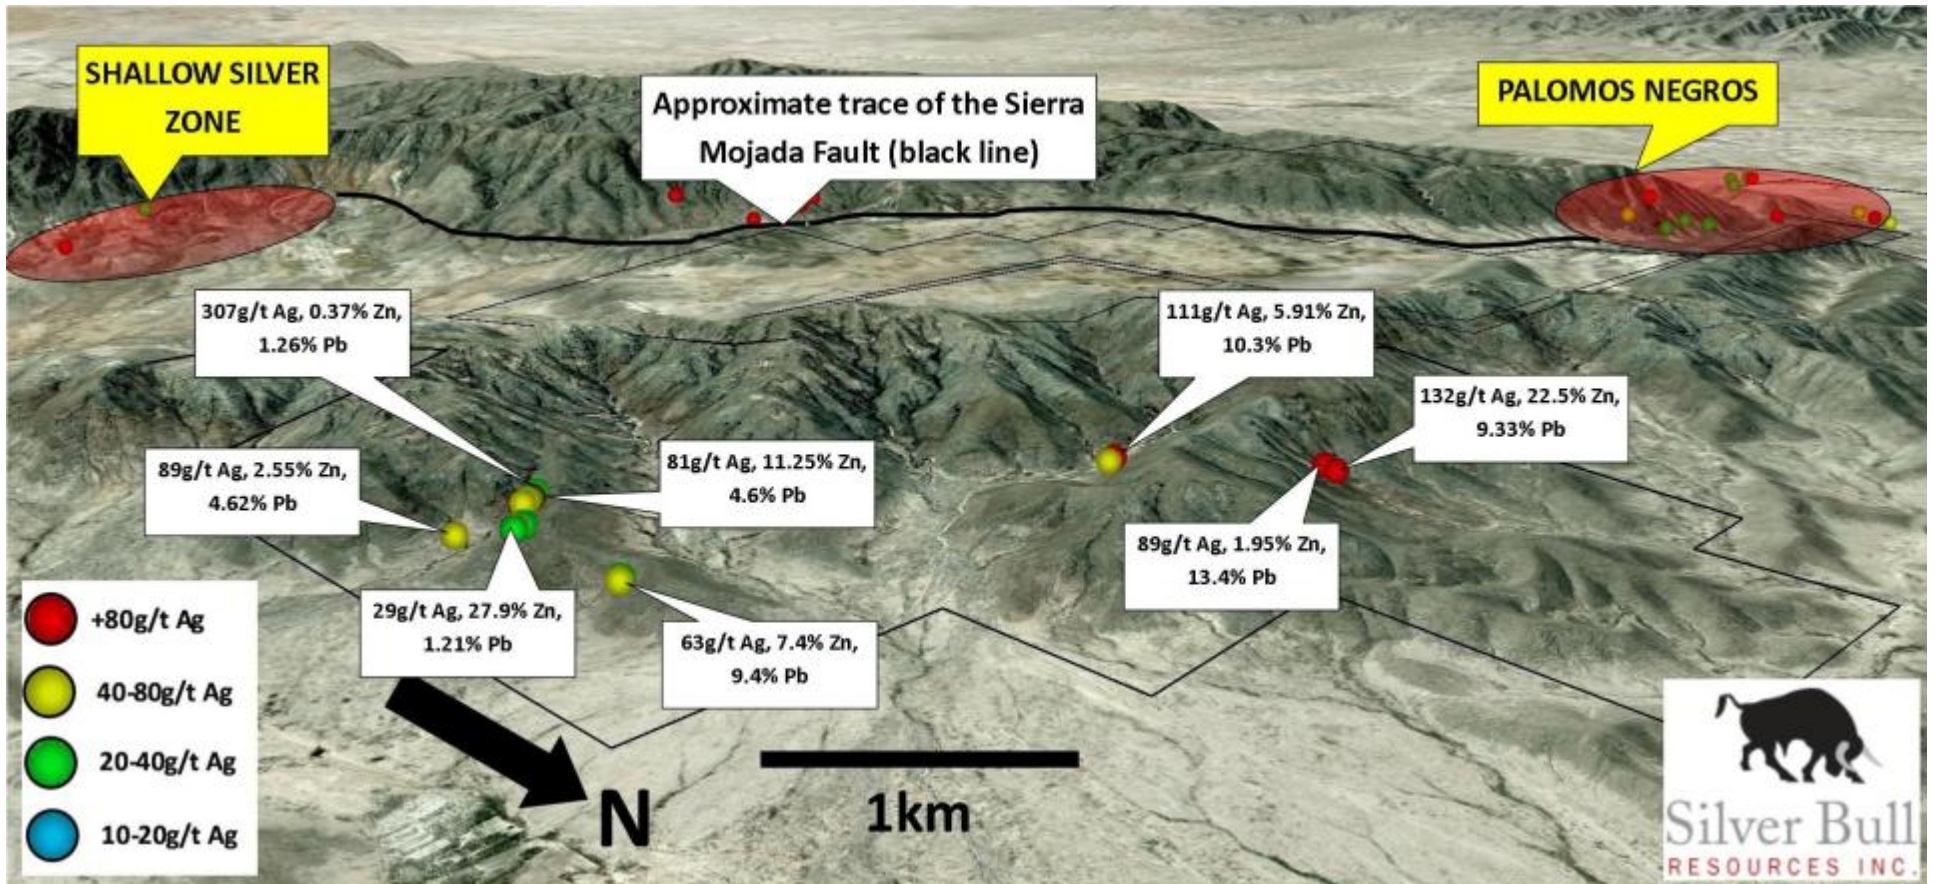 SHALLOW SILVER
ZONE
Approximate trace of the Sierra
Mojada Fault (black line)
PALOMOS NEGROS
307g/t Ag, 0.37% Zn,
1.26% Pb
111g/t Ag, 5.91% Zn,
10.3% Pb
132g/t Ag, 22.5% Zn,
9.33% Pb
89g/t Ag, 2.55% Zn,
4.62% Pb
81g/t Ag, 11.25% Zn,
4.6% Pb
89g/t Ag, 1.95% Zn,
13.4% Pb
29g/t Ag, 27.9% Zn,
1.21% Pb
63g/t Ag, 7.4% Zn,
9.4% Pb
+80g/t Ag
40-80g/t Ag
20-40g/t Ag
10-20g/t Ag
N
1km
Silver Bull
RESOURCES INC.